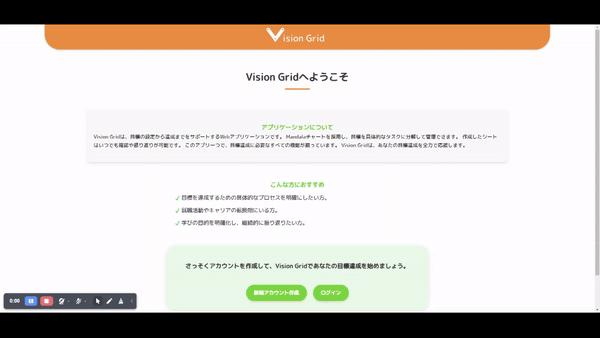 Vision Grid
Vision Gridへようこそ
アプリケーションについて
Vision Gridは、目標の設定から達成までをサポートするWebアプリケーションです。 Mandalaチャートを採用し、目標を具体的なタスクに分解して管理できます。 作成したシート
はいつでも確認や振り返りが可能です。 このアプリ一つで、目標達成に必要なすべての機能が揃っています。 Vision Gridは、あなたの目標達成を全力で応援します。
こんな方におすすめ
✓ 目標を達成するための具体的なプロセスを明確にしたい方。
✓ 就職活動やキャリアの転換期にいる方。
✓ 学びの目的を明確化し、継続的に振り返りたい方。
さっそくアカウントを作成して、Vision Gridであなたの目標達成を始めましょう。
新規アカウント作成 ログイン
0:00